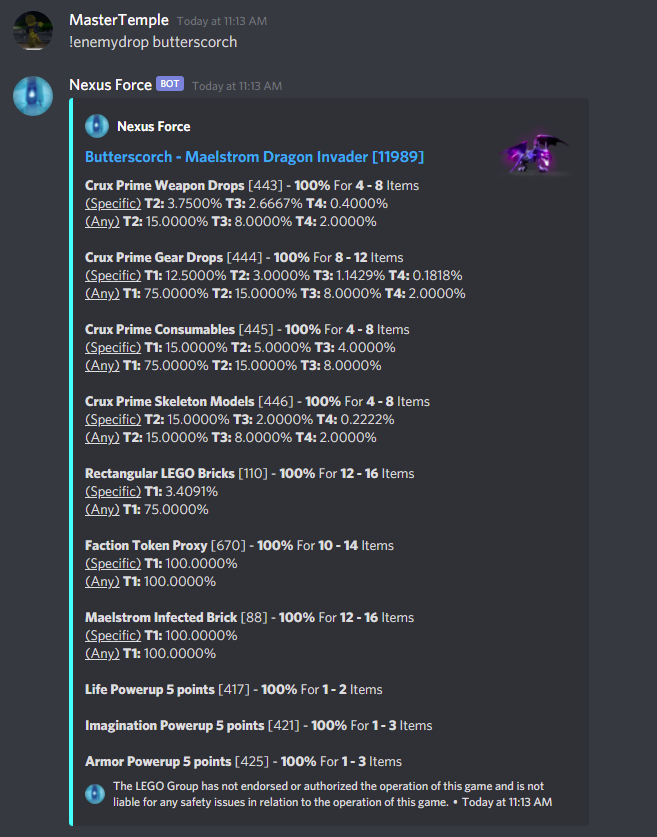 MasterTemple Today at 11:13 AM
!enemydrop butterscorch
Nexus Force BOT Today at 11:13 AM
Nexus Force
Butterscorch - Maelstrom Dragon Invader [11989]
Crux Prime Weapon Drops [443] - 100% For 4 - 8 Items
(Specific) T2: 3.7500% T3: 2.6667% T4: 0.4000%
(Any) T2: 15.0000% T3: 8.0000% T4: 2.0000%
Crux Prime Gear Drops [444] - 100% For 8 - 12 Items
(Specific) T1: 12.5000% T2: 3.0000% T3: 1.1429% T4: 0.1818%
(Any) T1: 75.0000% T2: 15.0000% T3: 8.0000% T4: 2.0000%
Crux Prime Consumables [445] - 100% For 4 - 8 Items
(Specific) T1: 15.0000% T2: 5.0000% T3: 4.0000%
(Any) T1: 75.0000% T2: 15.0000% T3: 8.0000%
Crux Prime Skeleton Models [446] - 100% For 4 - 8 Items
(Specific) T2: 15.0000% T3: 2.0000% T4: 0.2222%
(Any) T2: 15.0000% T3: 8.0000% T4: 2.0000%
Rectangular LEGO Bricks [110] - 100% For 12 - 16 Items
(Specific) T1: 3.4091%
(Any) T1: 75.0000%
Faction Token Proxy [670] - 100% For 10 - 14 Items
(Specific) T1: 100.0000%
(Any) T1: 100.0000%
Maelstrom Infected Brick [88] - 100% For 12 - 16 Items
(Specific) T1: 100.0000%
(Any) T1: 100.0000%
Life Powerup 5 points [417] - 100% For 1 - 2 Items
Imagination Powerup 5 points [421] - 100% For 1 - 3 Items
Armor Powerup 5 points [425] - 100% For 1 - 3 Items
The LEGO Group has not endorsed or authorized the operation of this game and is not
liable for any safety issues in relation to the operation of this game. • Today at 11:13 AM